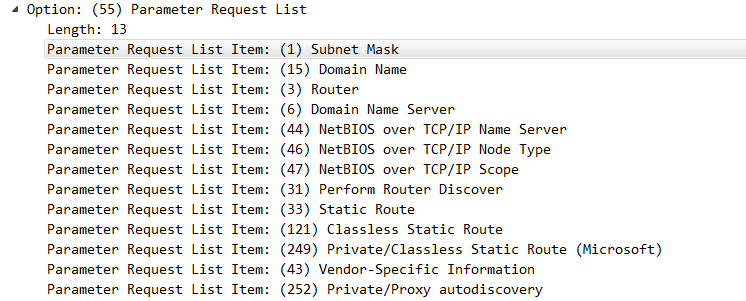 Option: (55) Parameter Request List
Length: 13
Parameter Request List Item: (1) Subnet Mask
Parameter Request List Item: (15) Domain Name
Parameter Request List Item: (3) Router
Parameter Request List Item: (6) Domain Name Server
Parameter Request List Item: (44) NetBIOS over TCP/IP Name Server
Parameter Request List Item: (46) NetBIOS over TCP/IP Node Type
Parameter Request List Item: (47) NetBIOS over TCP/IP Scope
Parameter Request List Item: (31) Perform Router Discover
Parameter Request List Item: (33) Static Route
Parameter Request List Item: (121) Classless Static Route
Parameter Request List Item: (249) Private/Classless Static Route (Microsoft)
Parameter Request List Item: (43) Vendor-Specific Information
Parameter Request List Item: (252) Private/Proxy autodiscovery